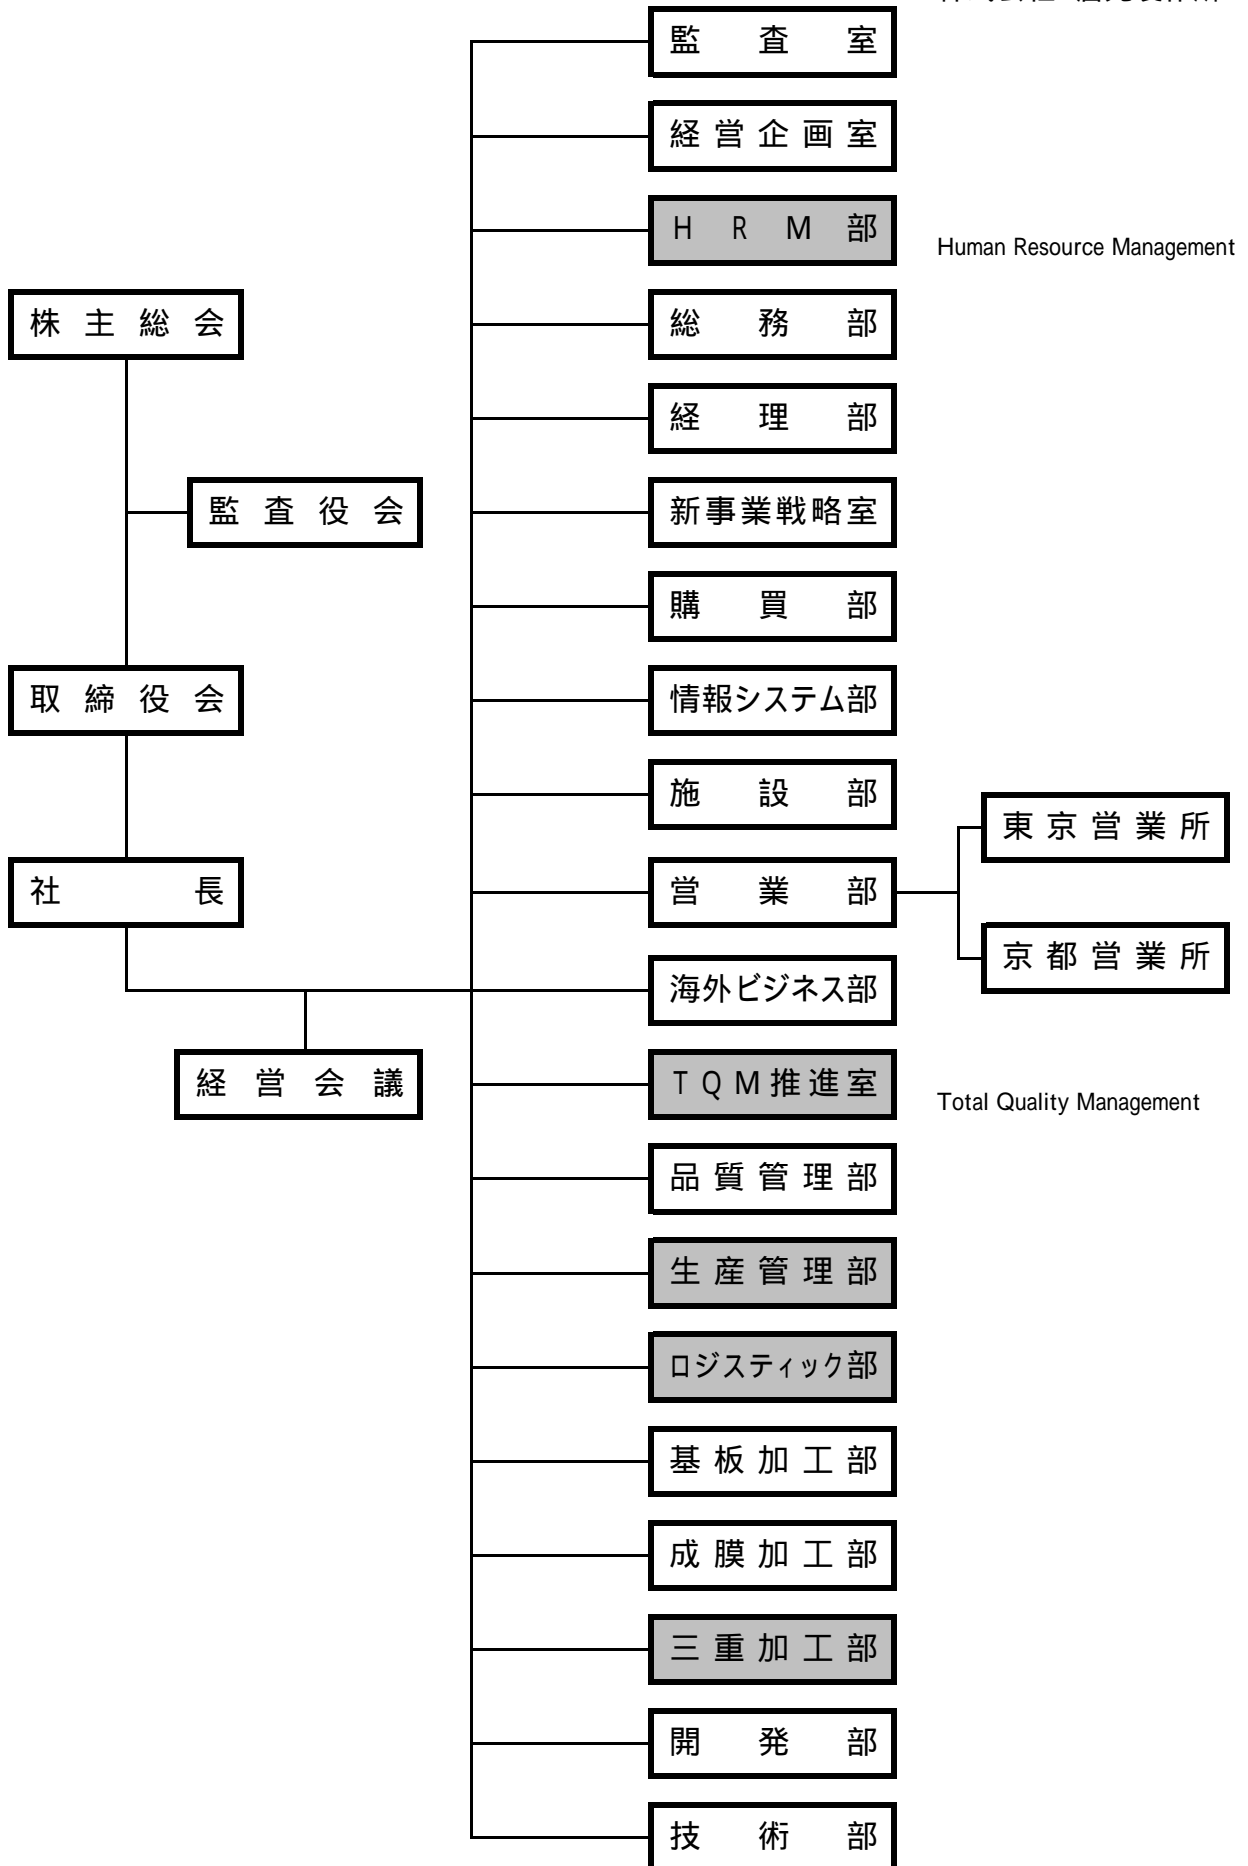 監査室
経営企画室
HRM部
Human Resource Management
株主総会
総務部
経理部
監査役会
新事業戦略室
購買部
取締役会
情報システム部
施設部
東京営業所
社長
営業部
京都営業所
海外ビジネス部
経営会議
TQM推進室
Total Quality Management
品質管理部
生産管理部
ロジスティック部
基板加工部
成膜加工部
三重加工部
開発部
技術部